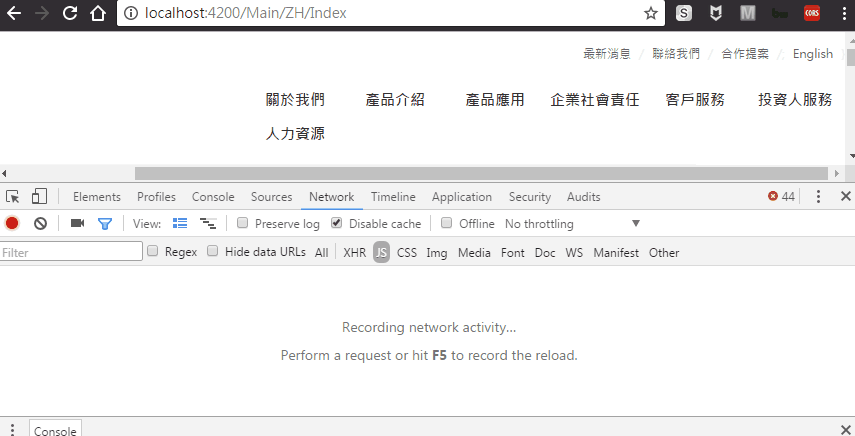 localhost:4200/Main/ZH/Index S M CORS
最新消息 / 聯絡我們 / 合作提案 / English
關於我們 產品介紹 產品應用 企業社會責任 客戶服務 投資人服務
人力資源
Elements Profiles Console Sources Network Timeline Application Security Audits 44
View: Preserve log Disable cache Offline No throttling
Filter Regex Hide data URLs All XHR JS CSS Img Media Font Doc WS Manifest Other
Recording network activity...
Perform a request or hit F5 to record the reload.
Console